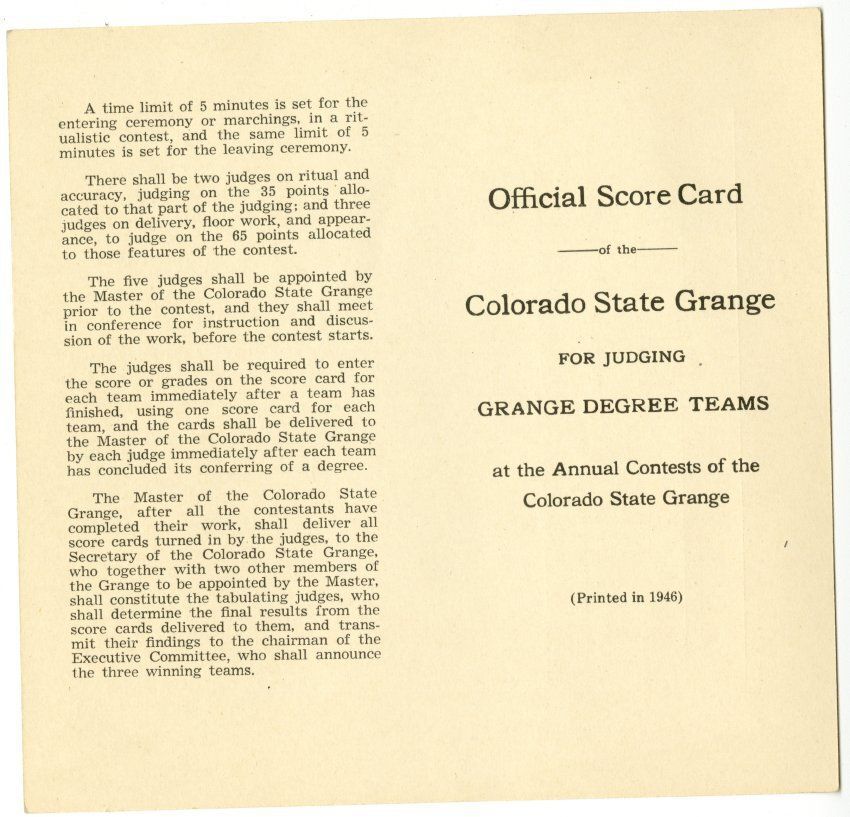 A time limit of 5 minutes is set for the
entering ceremony or marchings, in a rit-
ualistic contest, and the same limit of 5
minutes is set for the leaving ceremony.
There shall be two judges on ritual and
accuracy, judging on the 35 points allo-
cated to that part of the judging; and three
judges on delivery, floor work, and appear-
ance, to judge on the 65 points allocated
to those features of the contest.
The five judges shall be appointed by
the Master of the Colorado State Grange
prior to the contest, and they shall meet
in conference for instruction and discus-
sion of the work, before the contest starts.
The judges shall be required to enter
the score or grades on the score card for
each team immediately after a team has
finished, using one score card for each
team, and the cards shall be delivered to
the Master of the Colorado State Grange
by each judge immediately after each team
has concluded its conferring of a degree.
The Master of the Colorado State
Grange, after all the contestants have
completed their work, shall deliver all
score cards turned in by the judges, to the
Secretary of the Colorado State Grange,
who together with two other members of
the Grange to be appointed by the Master,
shall constitute the tabulating judges, who
shall determine the final results from the
score cards delivered to them, and trans-
mit their findings to the chairman of the
Executive Committee, who shall announce
the three winning teams.
Official Score Card
of the
Colorado State Grange
FOR JUDGING
GRANGE DEGREE TEAMS
at the Annual Contests of the
Colorado State Grange
(Printed in 1946)